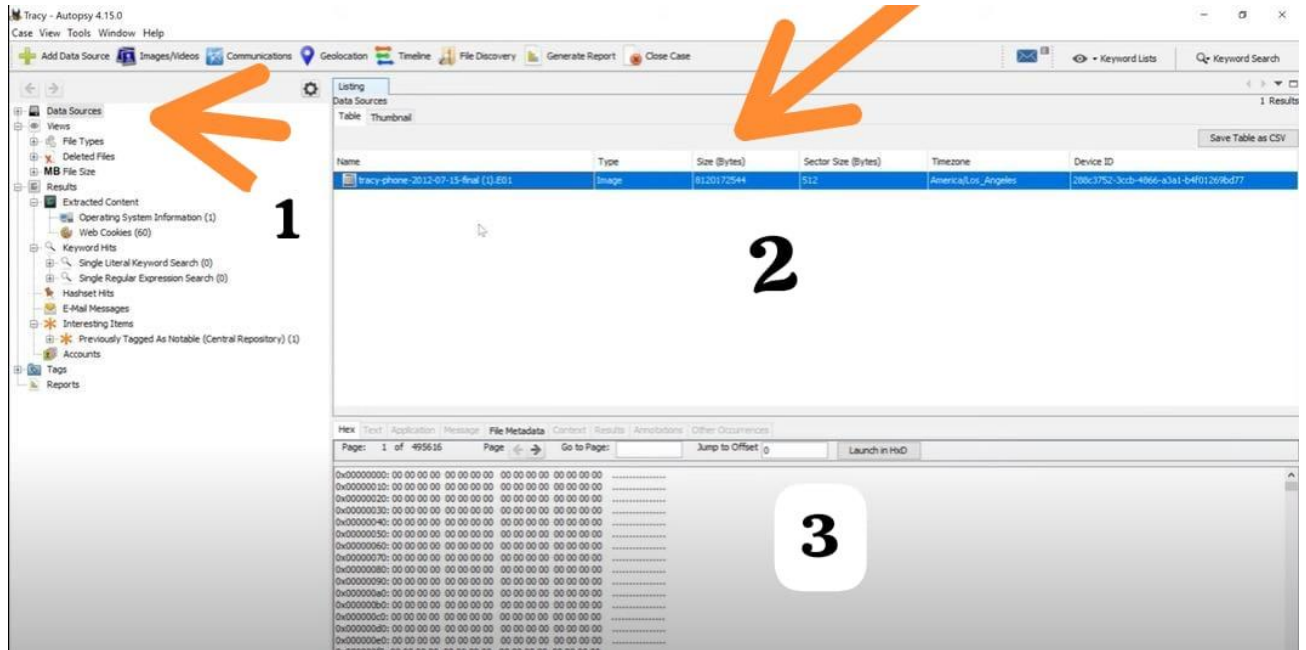 Tracy - Autopsy 4.15.0
Case View Tools Window Help
Add Data Source Images/Videos Communications Geolocation Timeline File Discovery Generate Report Close Case Keyword Lists Keyword Search
Listing
Data Sources
1 Results
Table Thumbnail
Save Table as CSV
Data Sources
Views
File Types
Deleted Files
MB File Size
Results
Extracted Content
Operating System Information (1)
Web Cookies (60)
Keyword Hits
Single Literal Keyword Search (0)
Single Regular Expression Search (0)
Hashset Hits
E-Mail Messages
Interesting Items
Previously Tagged As Notable (Central Repository) (1)
Accounts
Tags
Reports
1
Name Type Size (Bytes) Sector Size (Bytes) Timezone Device ID
tracy-phone-2012-07-15-final (1).E01 Image 8120172544 512 America/Los_Angeles 288c3752-3ccb-4866-a3a1-b4f01269bd77
2
Hex Text Application Message File Metadata Context Results Annotations Other Occurrences
Page: 1 of 495616 Page Go to Page: Jump to Offset 0 Launch in HxD
0x00000000: 00 00 00 00 00 00 00 00 00 00 00 00 00 00 00 00 ................
0x00000010: 00 00 00 00 00 00 00 00 00 00 00 00 00 00 00 00 ................
0x00000020: 00 00 00 00 00 00 00 00 00 00 00 00 00 00 00 00 ................
0x00000030: 00 00 00 00 00 00 00 00 00 00 00 00 00 00 00 00 ................
0x00000040: 00 00 00 00 00 00 00 00 00 00 00 00 00 00 00 00 ................
0x00000050: 00 00 00 00 00 00 00 00 00 00 00 00 00 00 00 00 ................
0x00000060: 00 00 00 00 00 00 00 00 00 00 00 00 00 00 00 00 ................
0x00000070: 00 00 00 00 00 00 00 00 00 00 00 00 00 00 00 00 ................
0x00000080: 00 00 00 00 00 00 00 00 00 00 00 00 00 00 00 00 ................
0x00000090: 00 00 00 00 00 00 00 00 00 00 00 00 00 00 00 00 ................
0x000000a0: 00 00 00 00 00 00 00 00 00 00 00 00 00 00 00 00 ................
0x000000b0: 00 00 00 00 00 00 00 00 00 00 00 00 00 00 00 00 ................
0x000000c0: 00 00 00 00 00 00 00 00 00 00 00 00 00 00 00 00 ................
0x000000d0: 00 00 00 00 00 00 00 00 00 00 00 00 00 00 00 00 ................
0x000000e0: 00 00 00 00 00 00 00 00 00 00 00 00 00 00 00 00 ................
3